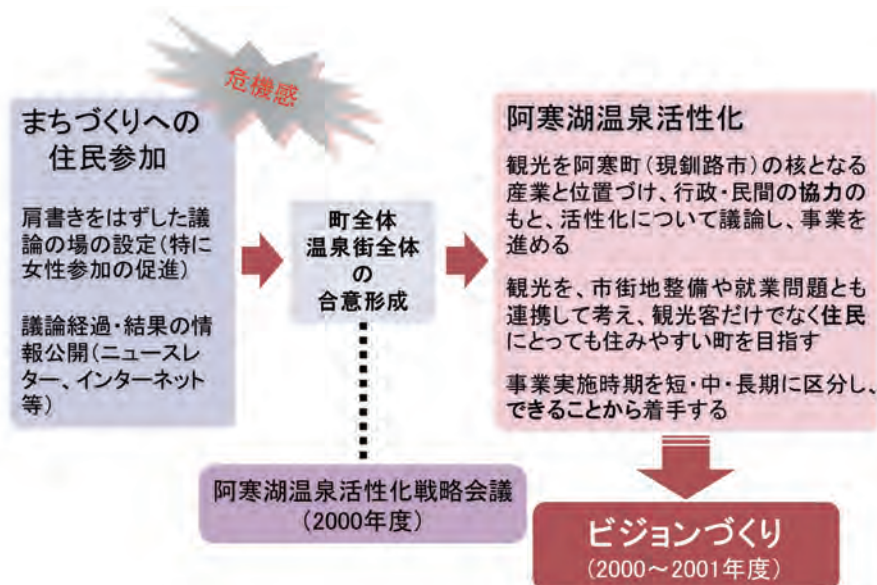 危機感
まちづくりへの
住民参加
肩書きをはずした議
論の場の設定(特に
女性参加の促進)
議論経過・結果の情
報公開(ニュースレ
ター、インターネット
等)
町全体
温泉街全体
の
合意形成
阿寒湖温泉活性化戦略会議
(2000年度)
阿寒湖温泉活性化
観光を阿寒町(現釧路市)の核となる
産業と位置づけ、行政・民間の協力の
もと、活性化について議論し、事業を
進める
観光を、市街地整備や就業問題とも
連携して考え、観光客だけでなく住民
にとっても住みやすい町を目指す
事業実施時期を短・中・長期に区分し、
できることから着手する
ビジョンづくり
(2000~2001年度)